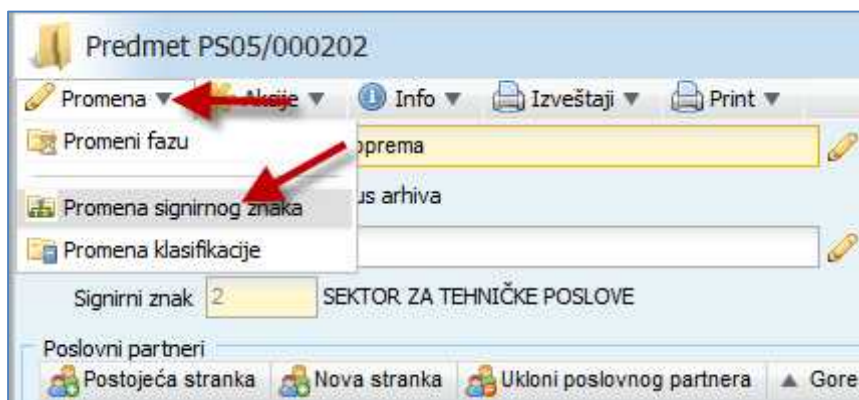 Predmet PS05/000202
Promena Akcije Info Izveštaji Print
Promeni fazu
oprema
Promena signirnog znaka
us arhiva
Promena klasifikacije
Signirni znak 2 SEKTOR ZA TEHNIČKE POSLOVE
Poslovni partneri
Postojeća stranka Nova stranka Ukloni poslovnog partnera Gore